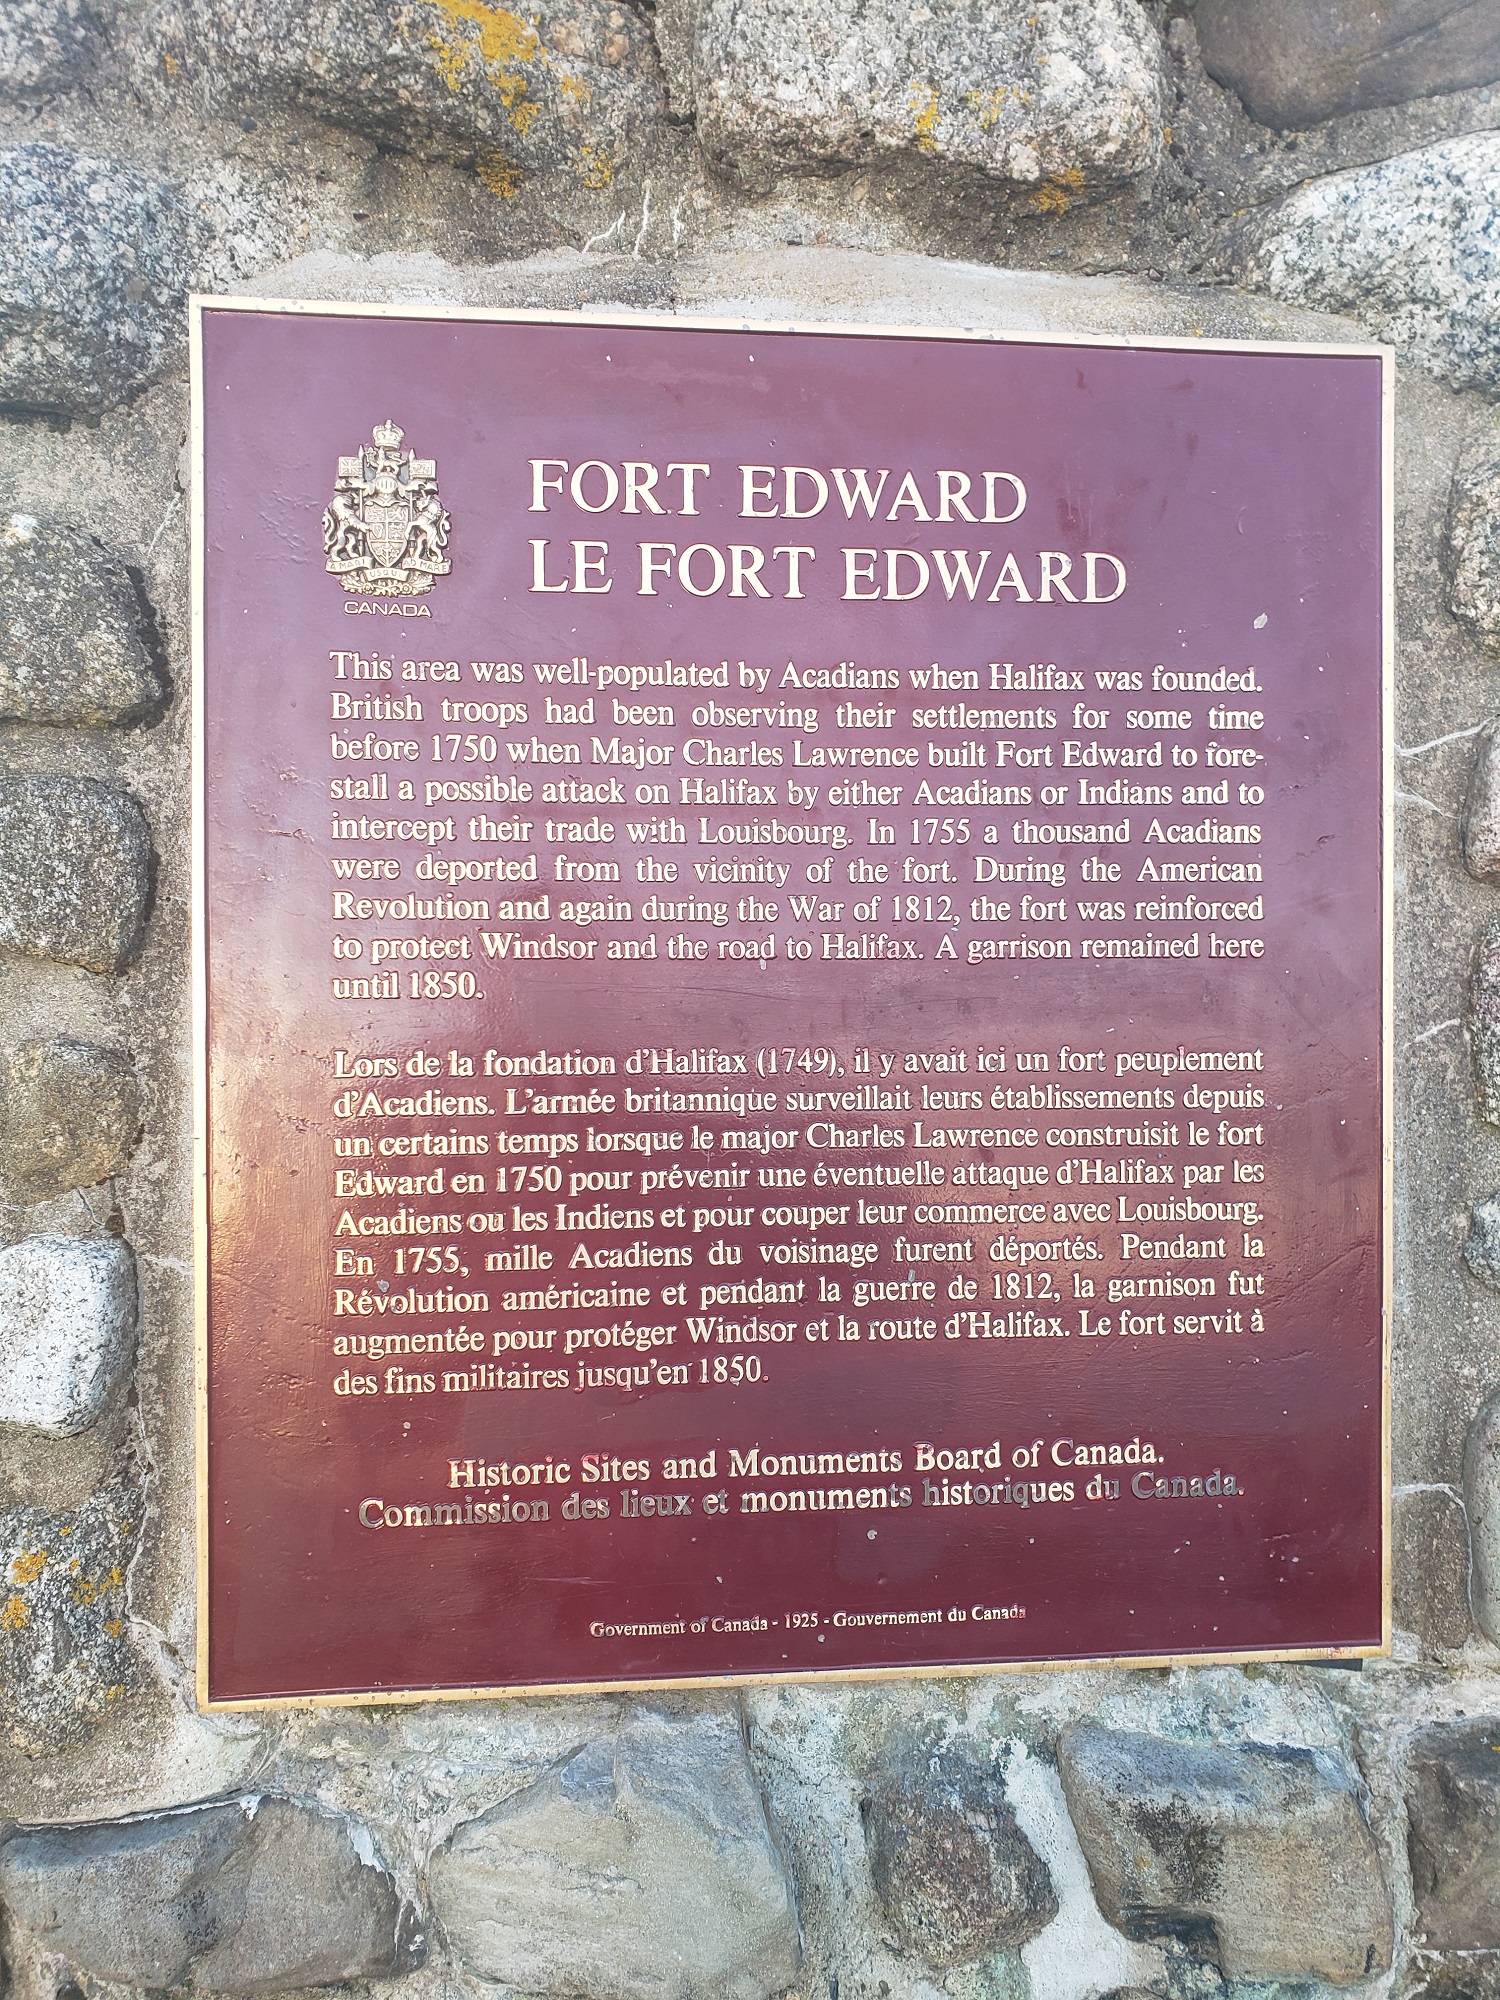 FORT EDWARD
LE FORT EDWARD
A MARI USQUE AD MARE
CANADA
This area was well-populated by Acadians when Halifax was founded.
British troops had been observing their settlements for some time
before 1750 when Major Charles Lawrence built Fort Edward to fore-
stall a possible attack on Halifax by either Acadians or Indians and to
intercept their trade with Louisbourg. In 1755 a thousand Acadians
were deported from the vicinity of the fort. During the American
Revolution and again during the War of 1812, the fort was reinforced
to protect Windsor and the road to Halifax. A garrison remained here
until 1850.
Lors de la fondation d'Halifax (1749), il y avait ici un fort peuplement
d'Acadiens. L'armée britannique surveillait leurs établissements depuis
un certains temps lorsque le major Charles Lawrence construisit le fort
Edward en 1750 pour prévenir une éventuelle attaque d'Halifax par les
Acadiens ou les Indiens et pour couper leur commerce avec Louisbourg.
En 1755, mille Acadiens du voisinage furent déportés. Pendant la
Révolution américaine et pendant la guerre de 1812, la garnison fut
augmentée pour protéger Windsor et la route d'Halifax. Le fort servit à
des fins militaires jusqu'en 1850.
Historic Sites and Monuments Board of Canada.
Commission des lieux et monuments historiques du Canada.
Government of Canada - 1925 - Gouvernement du Canada